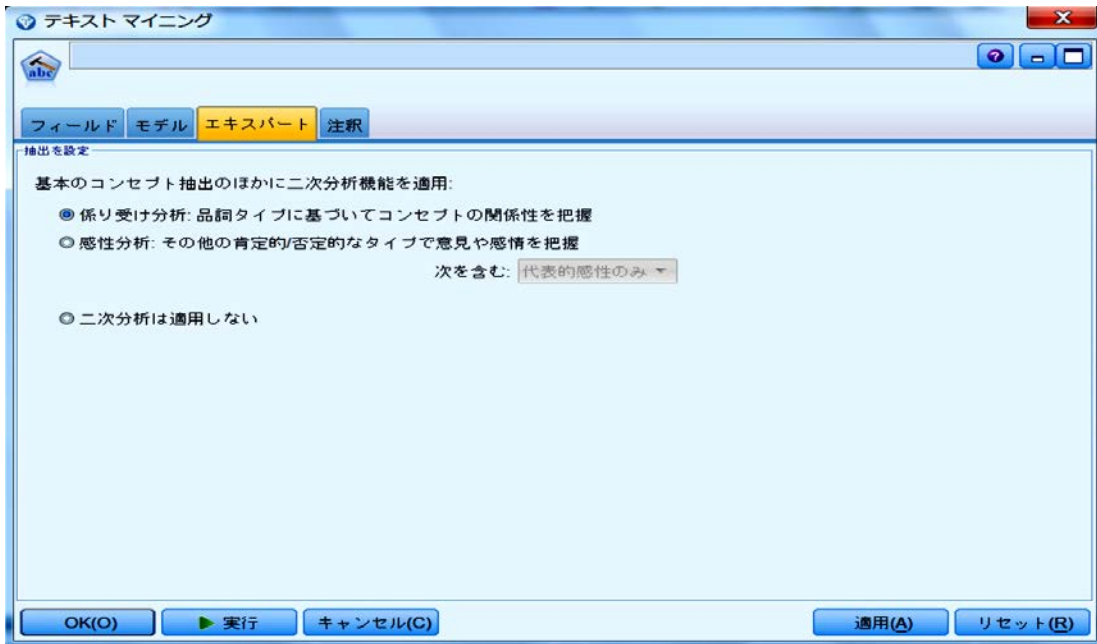 テキスト マイニング
abc
フィールド モデル エキスパート 注釈
抽出を設定
基本のコンセプト抽出のほかに二次分析機能を適用:
係り受け分析: 品詞タイプに基づいてコンセプトの関係性を把握
感性分析: その他の肯定的/否定的なタイプで意見や感情を把握
次を含む: 代表的感性のみ
二次分析は適用しない
OK(O) 実行 キャンセル(C) 適用(A) リセット(R)